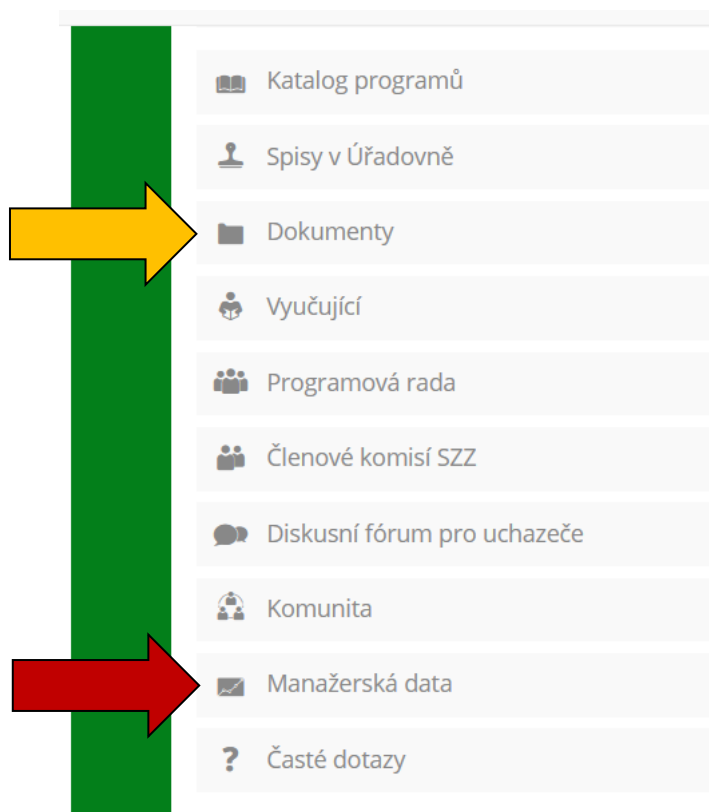 Katalog programů
Spisy v Úřadovně
Dokumenty
Vyučující
Programová rada
Členové komisí SZZ
Diskusní fórum pro uchazeče
Komunita
Manažerská data
? Časté dotazy